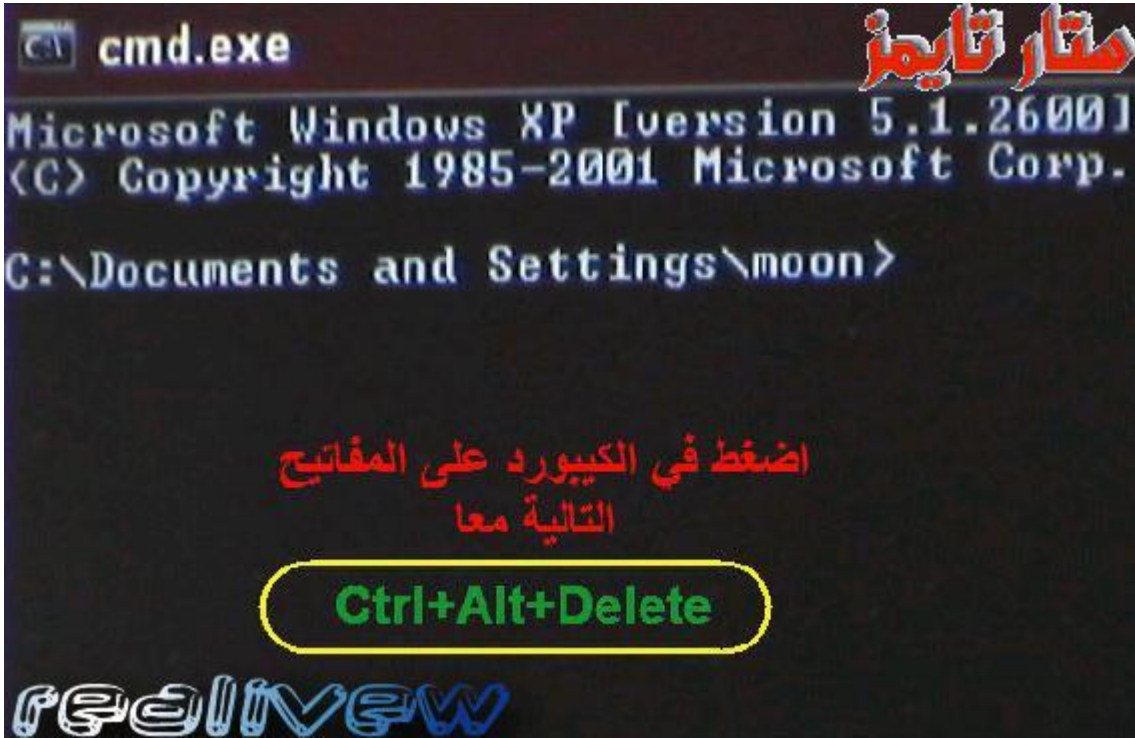 cmd.exe
ستار تايمز
Microsoft Windows XP [version 5.1.2600]
(C) Copyright 1985-2001 Microsoft Corp.
C:\Documents and Settings\moon>
اضغط في الكيبورد على المفاتيح
التالية معا
Ctrl+Alt+Delete
realivew